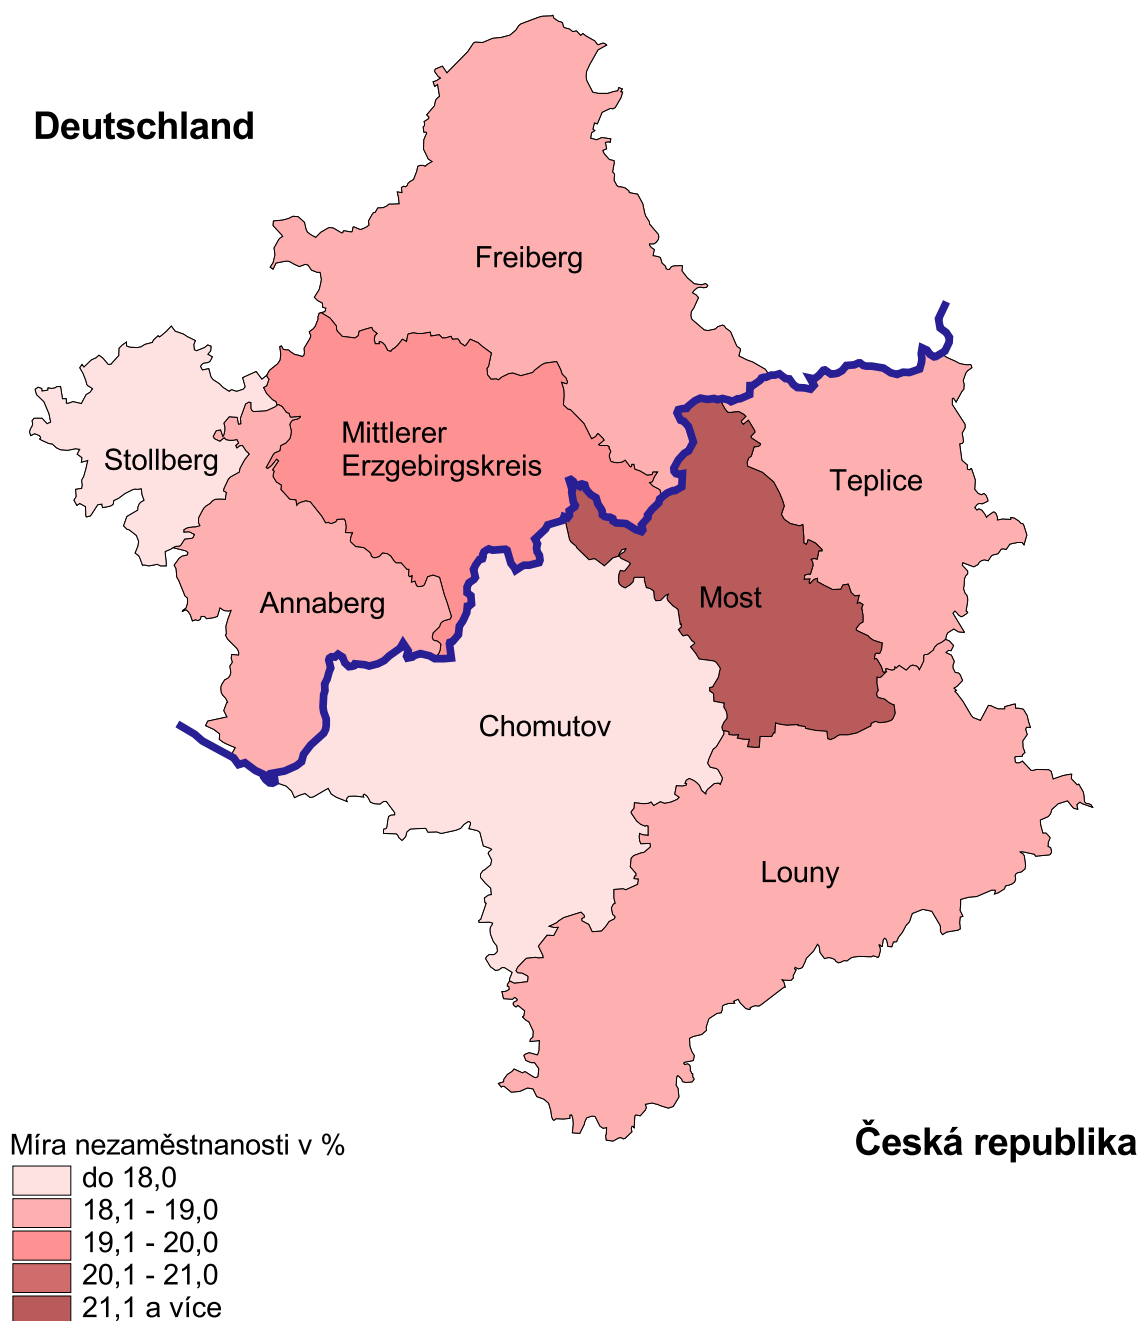 Deutschland
Freiberg
Mittlerer
Erzgebirgskreis
Stollberg
Teplice
Annaberg
Most
Chomutov
Louny
Česká republika
Míra nezaměstnanosti v %
do 18,0
18,1 - 19,0
19,1 - 20,0
20,1 - 21,0
21,1 a více